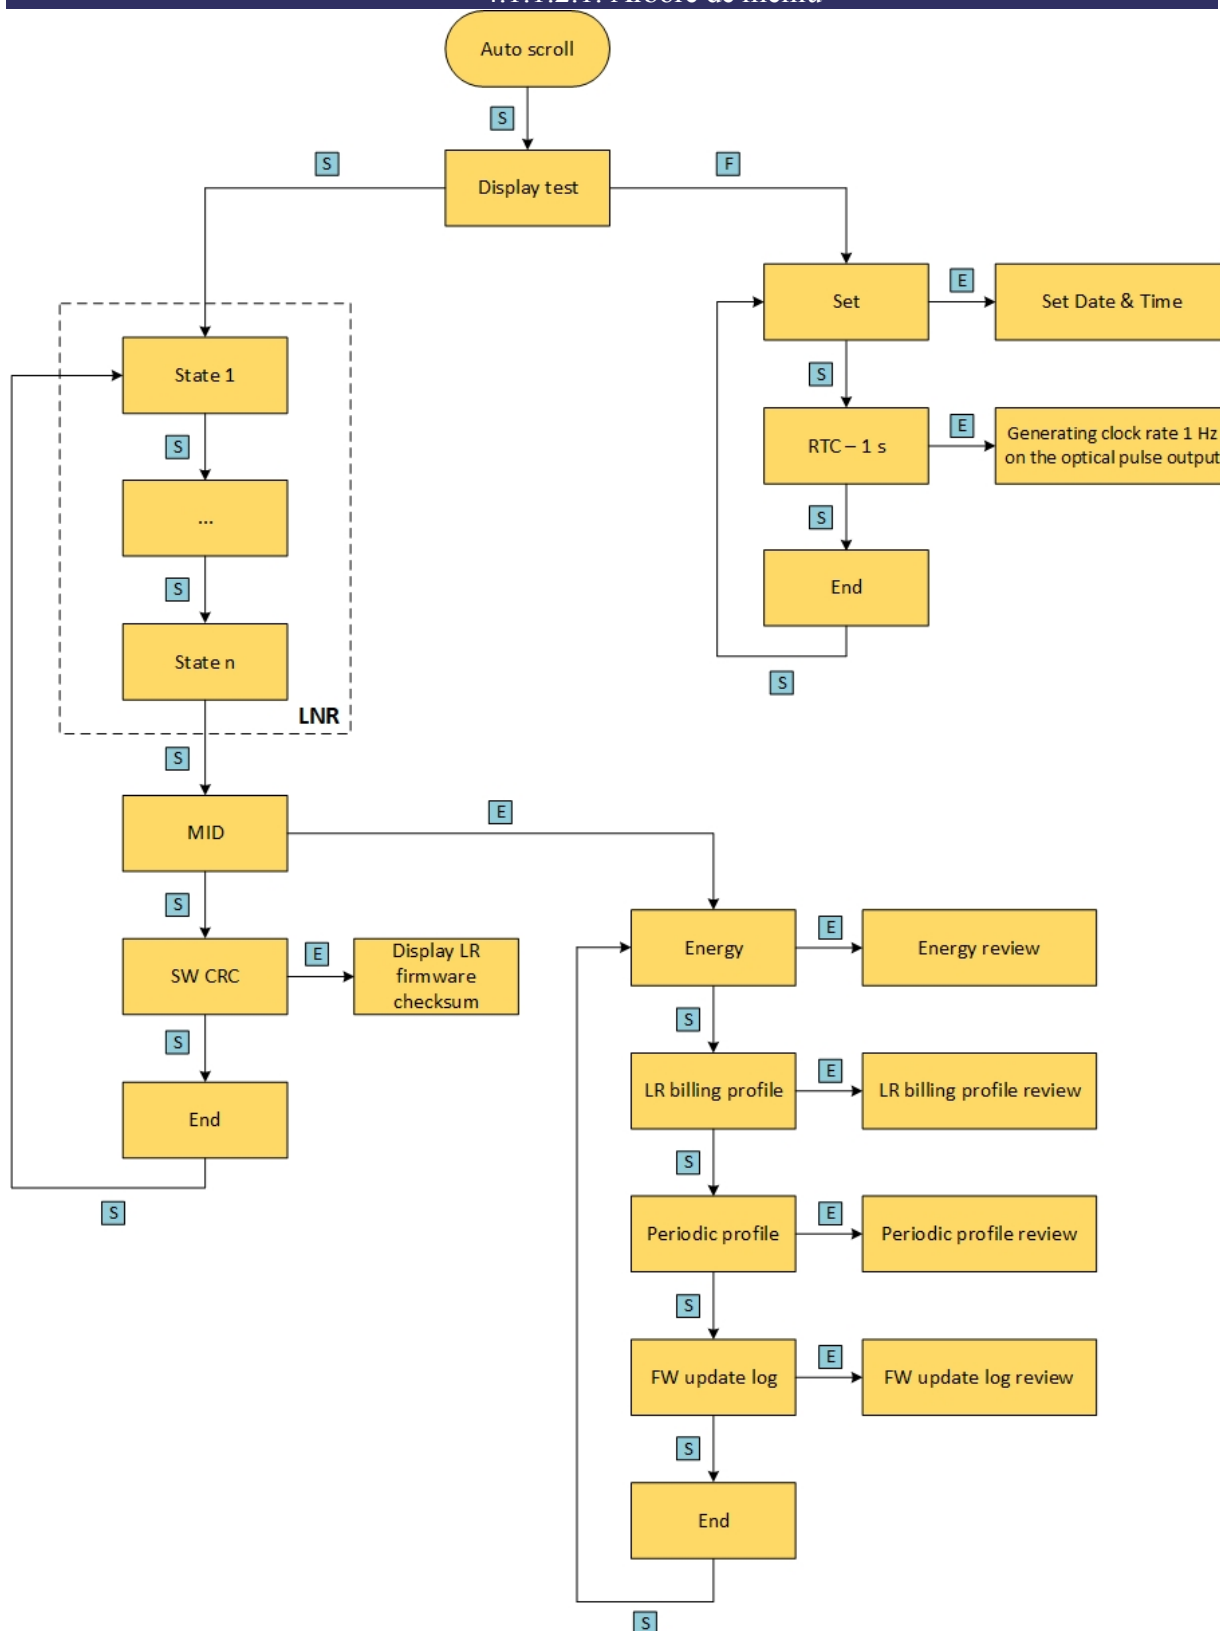 Auto scroll
S
S
Display test
F
Set
E
Set Date & Time
S
RTC – 1 s
E
Generating clock rate 1 Hz
on the optical pulse output
S
End
S
State 1
S
...
S
State n
LNR
S
MID
E
S
SW CRC
E
Display LR
firmware
checksum
S
End
S
Energy
E
Energy review
S
LR billing profile
E
LR billing profile review
S
Periodic profile
E
Periodic profile review
S
FW update log
E
FW update log review
S
End
S